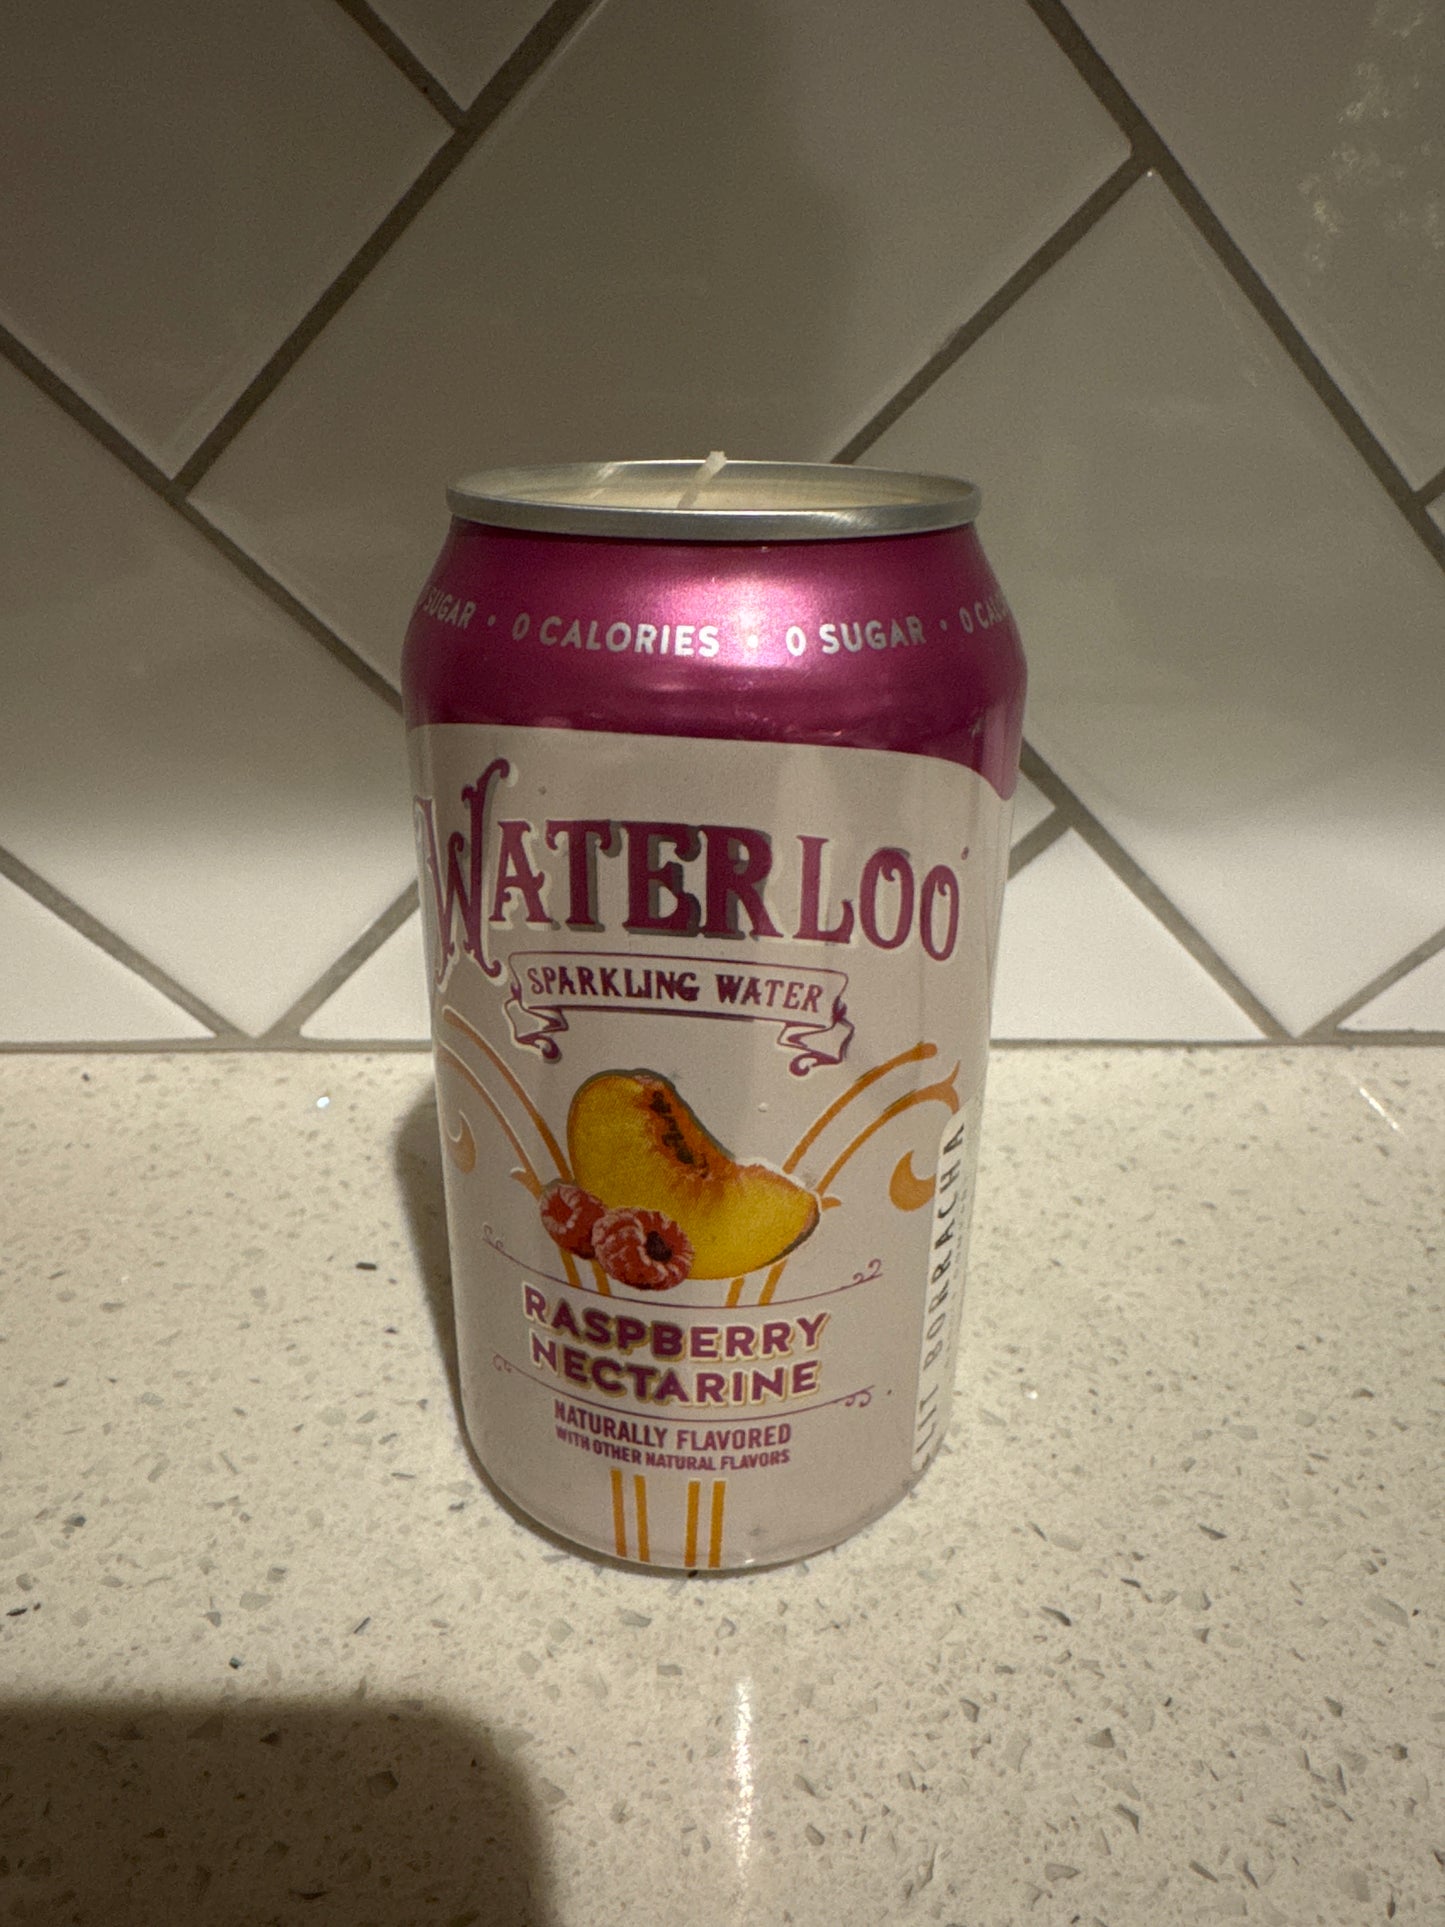 SUGAR • 0 CALORIES • 0 SUGAR • 0
WATERLOO
SPARKLING WATER
RASPBERRY
NECTARINE
NATURALLY FLAVORED
WITH OTHER NATURAL FLAVORS
LIT BORRACHA